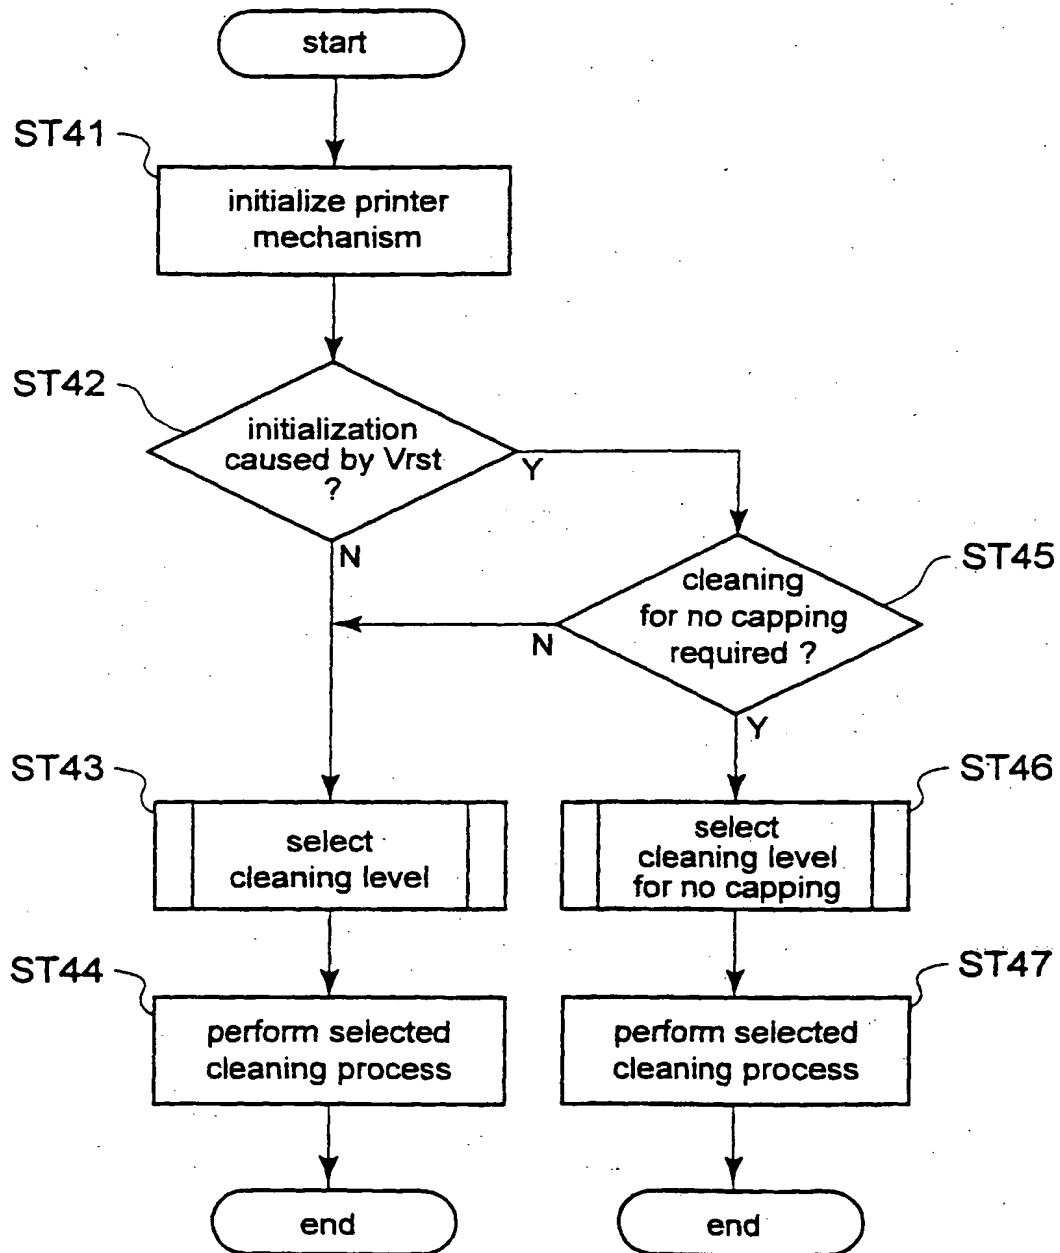 start
ST41
initialize printer
mechanism
ST42
initialization
caused by Vrst
?
Y
N
ST45
cleaning
for no capping
required ?
N
Y
ST43
select
cleaning level
ST46
select
cleaning level
for no capping
ST44
perform selected
cleaning process
ST47
perform selected
cleaning process
end
end